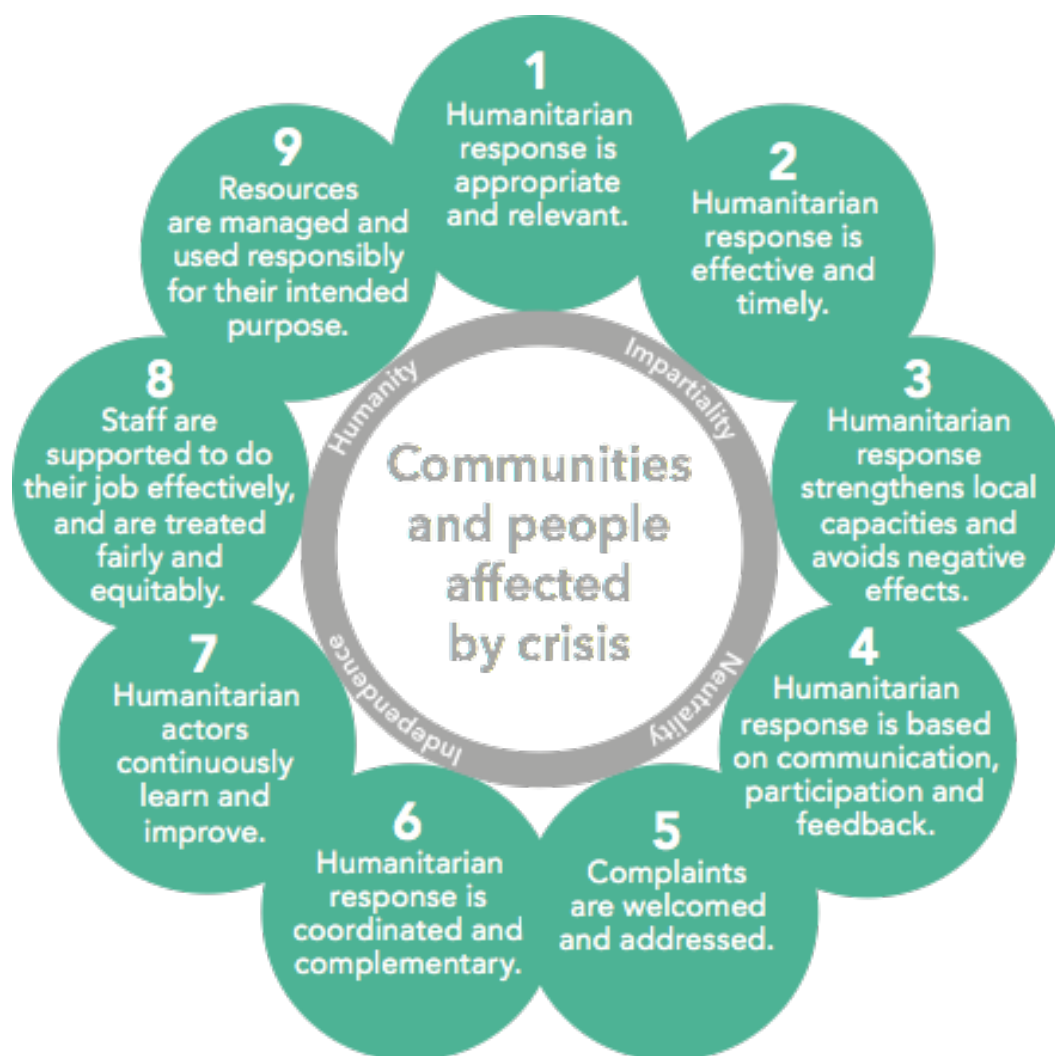 1
Humanitarian
response is
appropriate
and relevant.
2
Humanitarian
response is
effective and
timely.
3
Humanitarian
response
strengthens local
capacities and
avoids negative
effects.
4
Humanitarian
response is based
on communication,
participation and
feedback.
5
Complaints
are welcomed
and addressed.
6
Humanitarian
response is
coordinated and
complementary.
7
Humanitarian
actors
continuously
learn and
improve.
8
Staff are
supported to do
their job effectively,
and are treated
fairly and
equitably.
9
Resources
are managed and
used responsibly
for their intended
purpose.
Humanity
Impartiality
Neutrality
Independence
Communities
and people
affected
by crisis